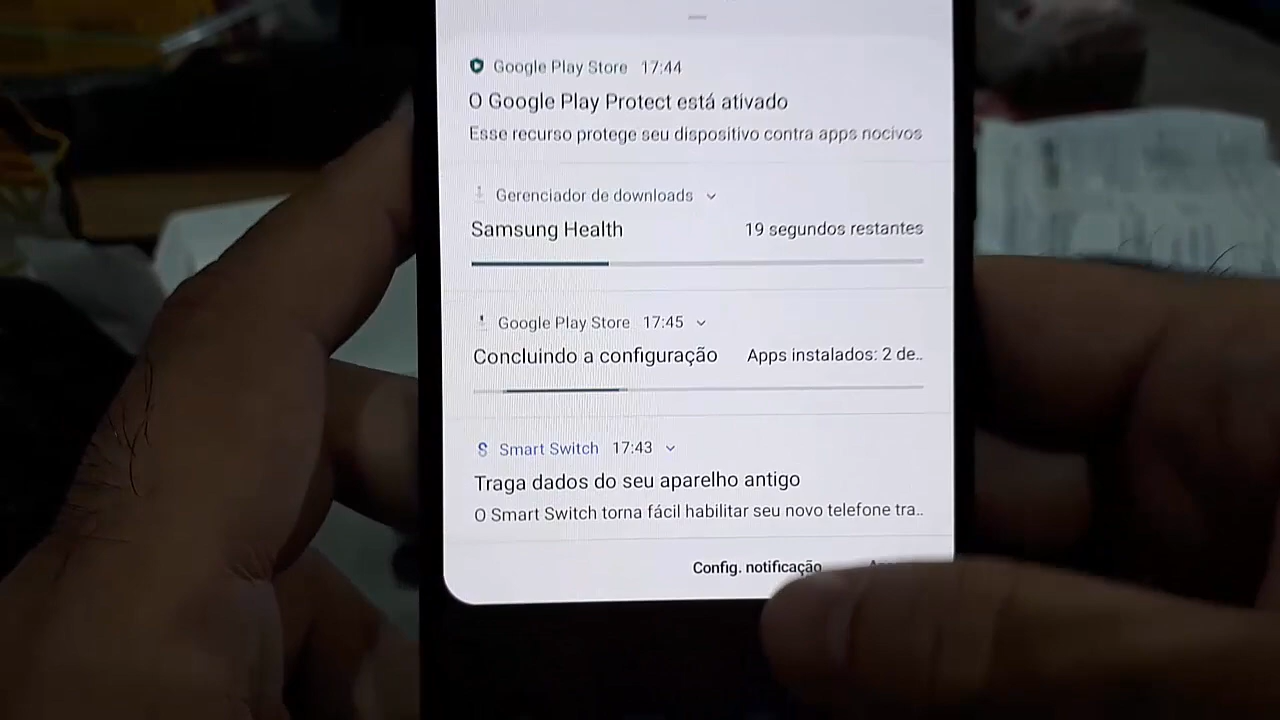 Google Play Store 17:44
O Google Play Protect está ativado
Esse recurso protege seu dispositivo contra apps nocivos
Gerenciador de downloads
Samsung Health 19 segundos restantes
Google Play Store 17:45
Concluindo a configuração Apps instalados: 2 de..
Smart Switch 17:43
Traga dados do seu aparelho antigo
O Smart Switch torna fácil habilitar seu novo telefone tra..
Config. notificação